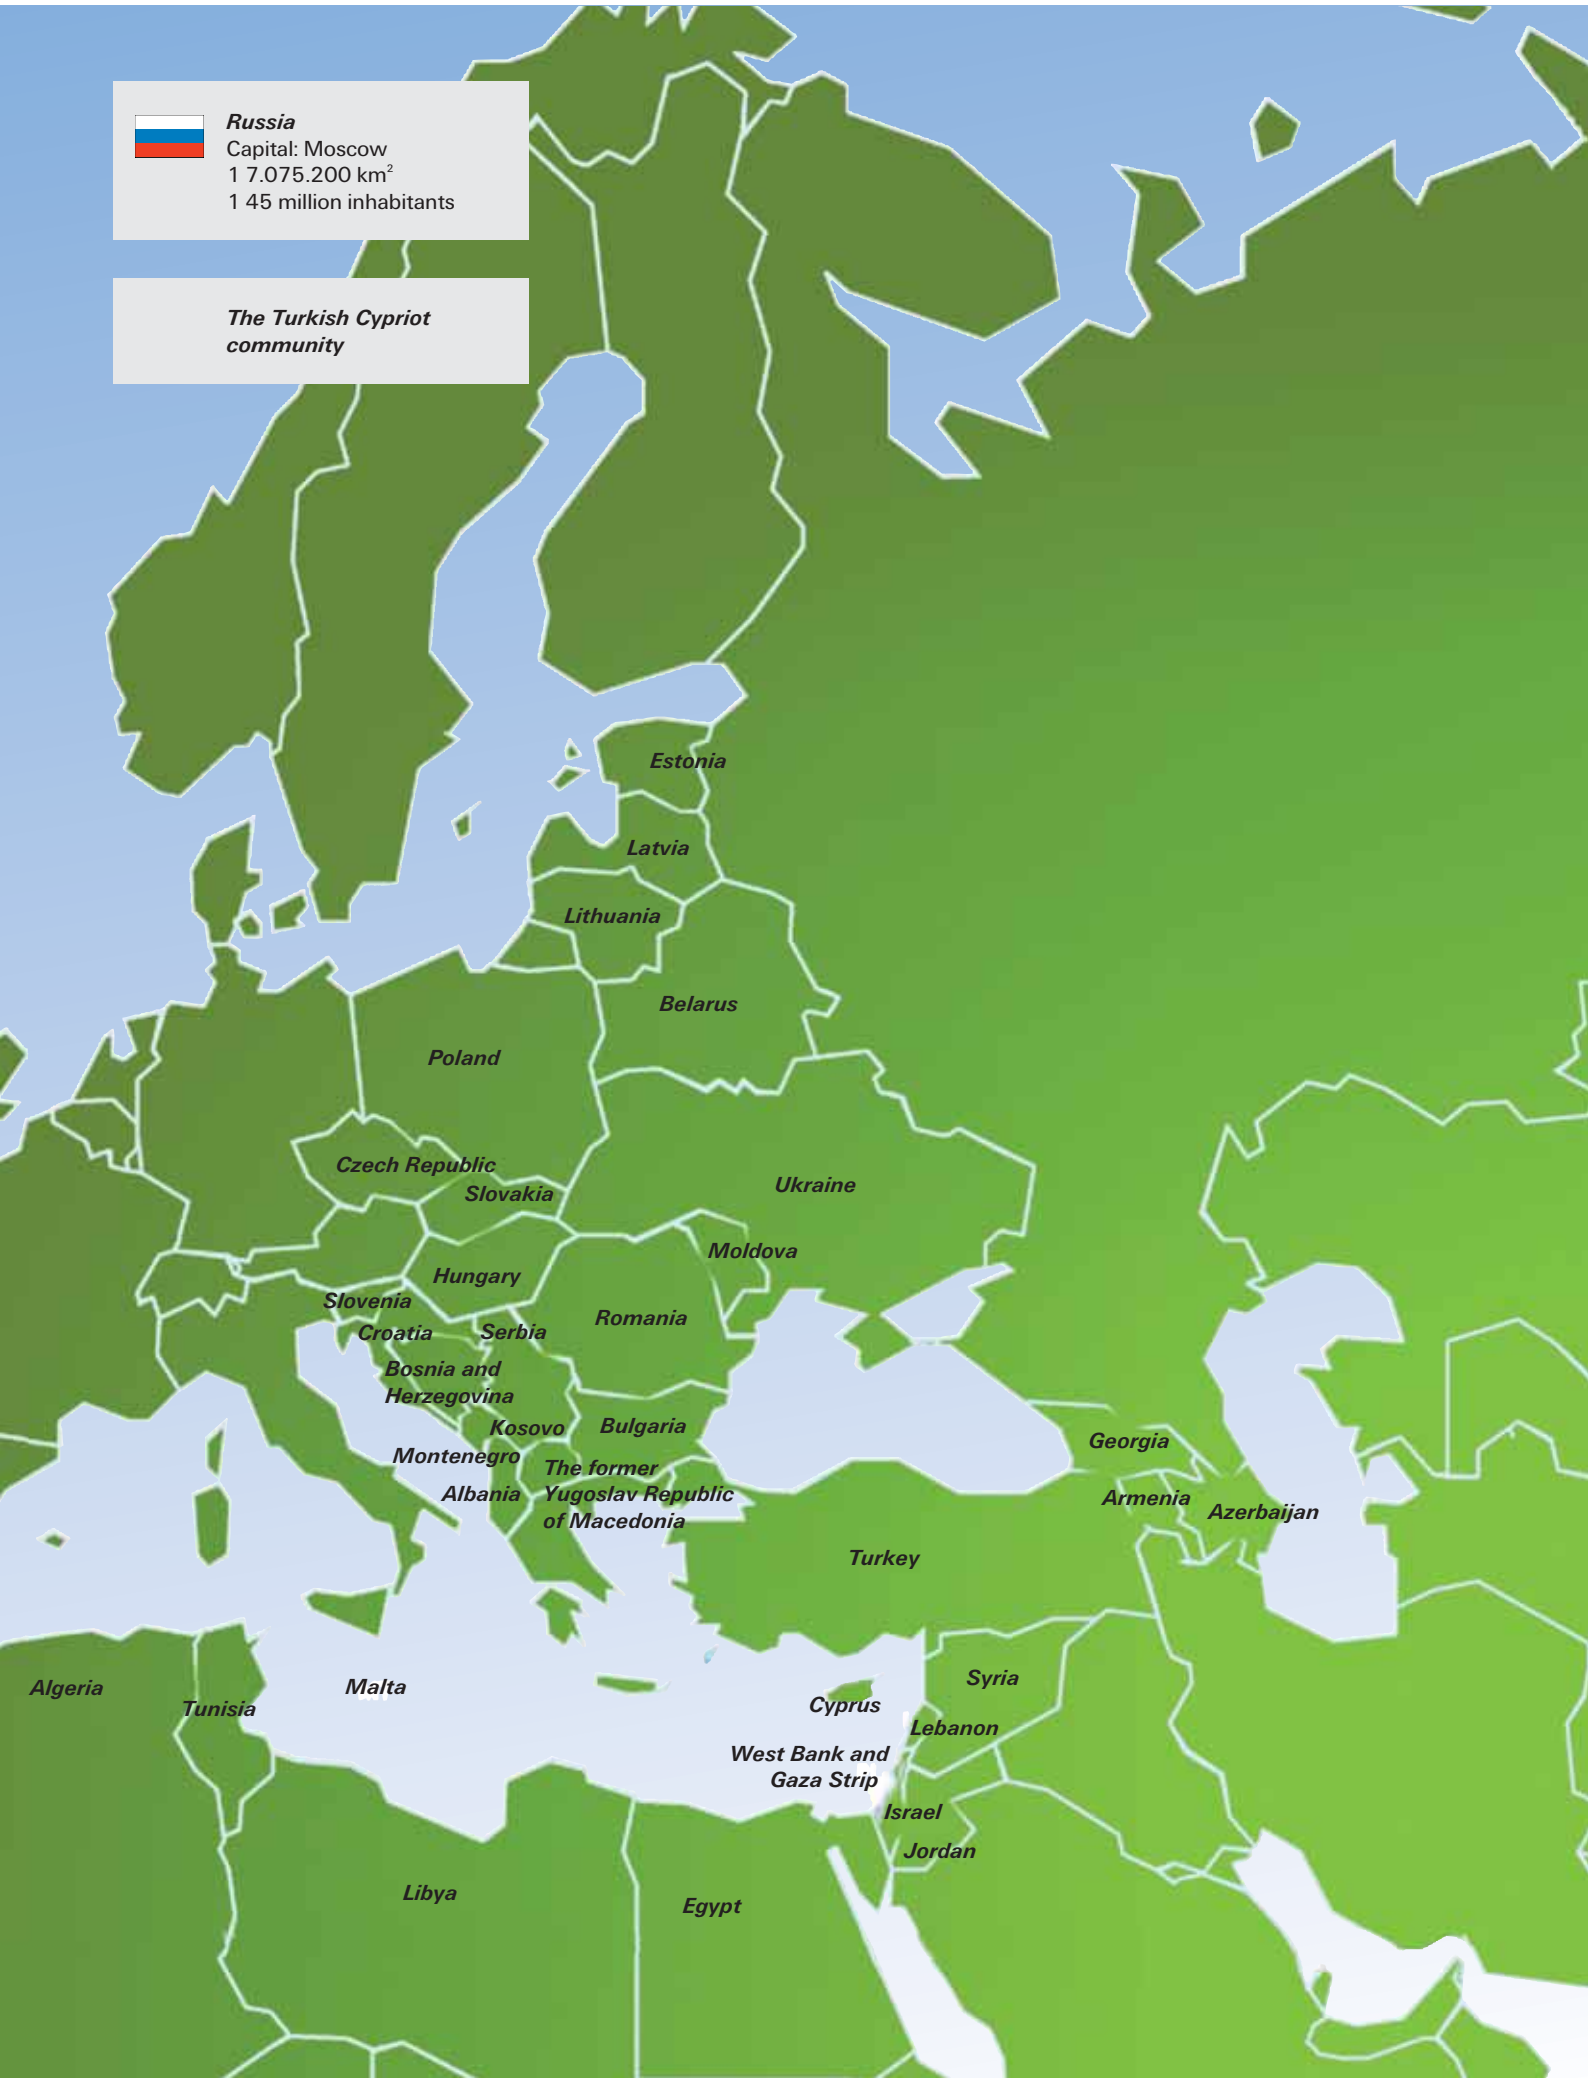 Russia
Capital: Moscow
1 7.075.200 km²
1 45 million inhabitants
The Turkish Cypriot
community
Estonia
Latvia
Lithuania
Belarus
Poland
Czech Republic
Slovakia
Ukraine
Moldova
Hungary
Slovenia
Romania
Croatia
Serbia
Bosnia and
Herzegovina
Kosovo
Bulgaria
Georgia
Montenegro
The former
Yugoslav Republic
of Macedonia
Albania
Armenia
Azerbaijan
Turkey
Algeria
Tunisia
Malta
Cyprus
Syria
Lebanon
West Bank and
Gaza Strip
Israel
Jordan
Libya
Egypt